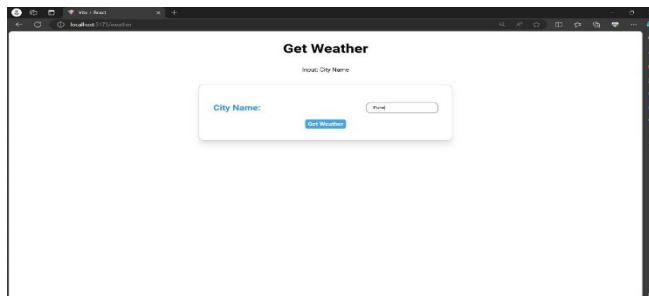 Vite + React
localhost:5173/weather
Get Weather
Input: City Name
City Name:
Pune
Get Weather